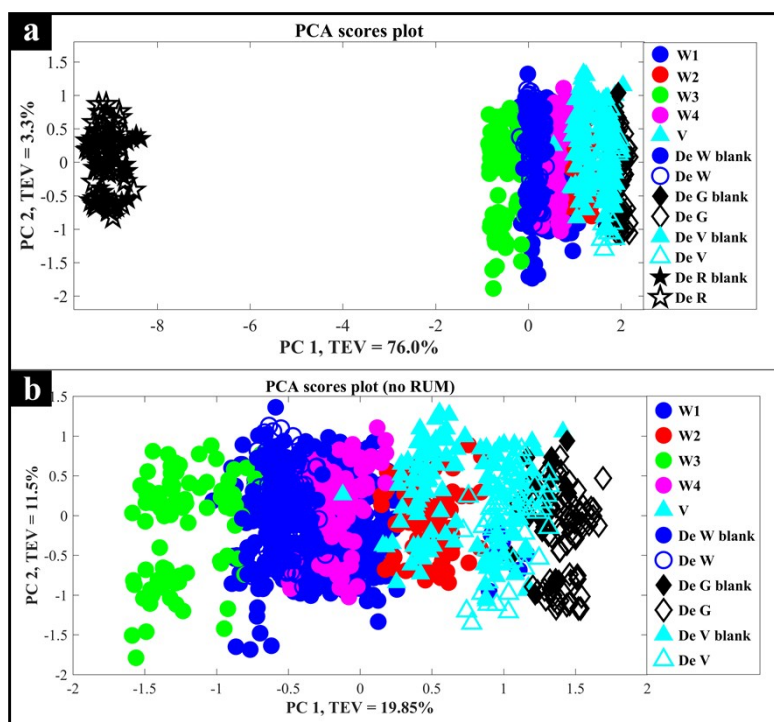 a
PCA scores plot
1.5
1
0.5
0
-0.5
-1
-1.5
-2
PC 2, TEV = 3.3%
-8
-6
-4
-2
0
2
PC 1, TEV = 76.0%
W1
W2
W3
W4
V
De W blank
De W
De G blank
De G
De V blank
De V
De R blank
De R
b
PCA scores plot (no RUM)
1.5
1
0.5
0
-0.5
-1
-1.5
-2
PC 2, TEV = 11.5%
-2
-1.5
-1
-0.5
0
0.5
1
1.5
2
PC 1, TEV = 19.85%
W1
W2
W3
W4
V
De W blank
De W
De G blank
De G
De V blank
De V